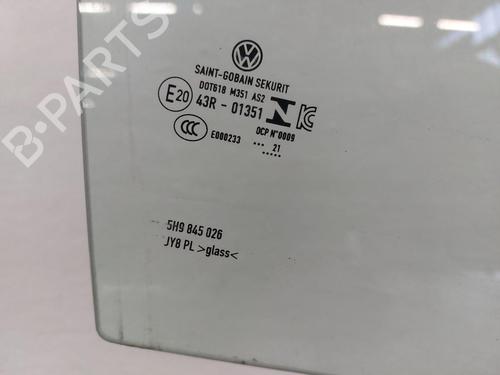 B-PARTS
SAINT-GOBAIN SEKURIT
DOT618 M351 AS2
E20 43R - 01351
CCC E000233
OCP N°0009
... 21
.....
5H9 845 026
JY8 PL >glass<